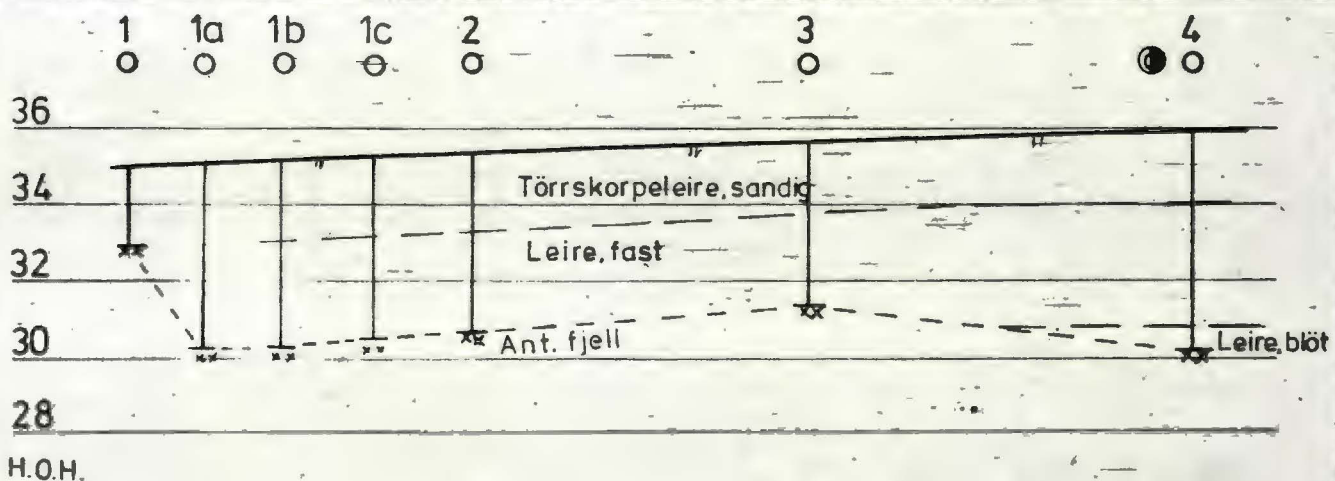 1 1a 1b 1c 2 3 4
36
34
Törrskorpeleire, sandig
Leire, fast
32
30
Ant. fjell
Leire, blöt
28
H.O.H.